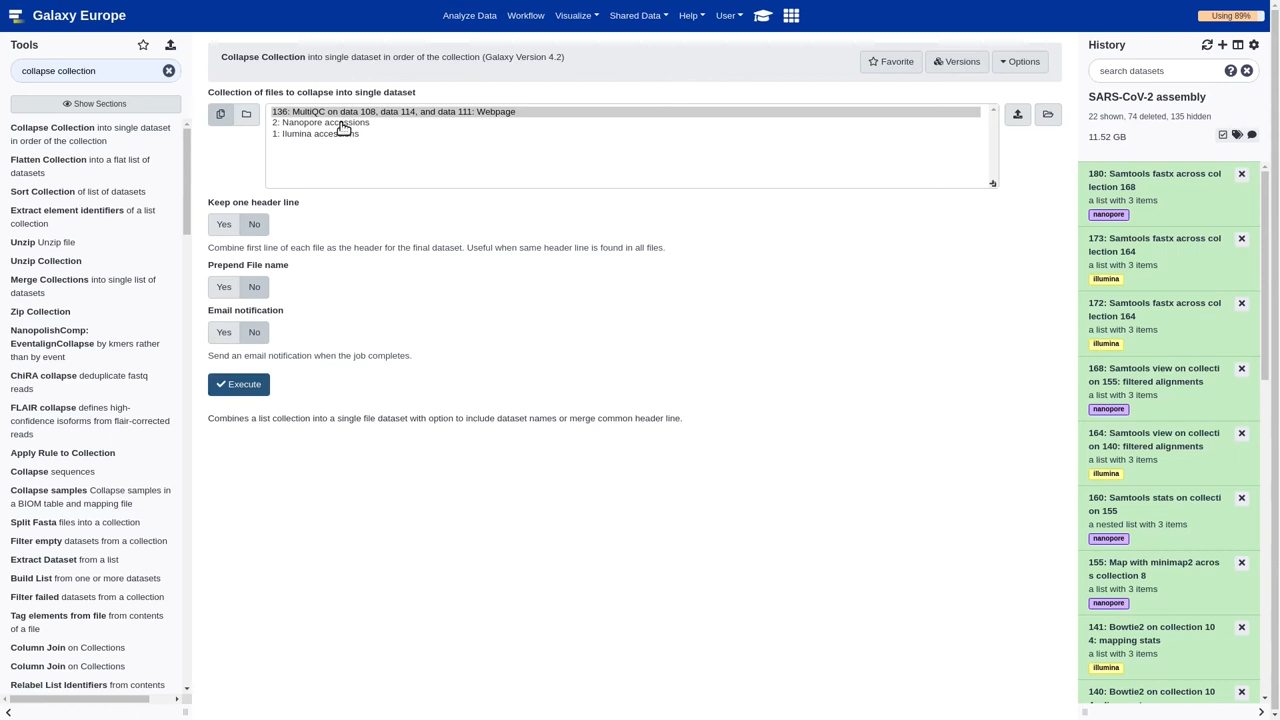 Galaxy Europe
Analyze Data
Workflow
Visualize
Shared Data
Help
User
Using 89%
Tools
collapse collection
Show Sections
Collapse Collection into single dataset
in order of the collection
Flatten Collection into a flat list of
datasets
Sort Collection of list of datasets
Extract element identifiers of a list
collection
Unzip Unzip file
Unzip Collection
Merge Collections into single list of
datasets
Zip Collection
NanopolishComp:
EventalignCollapse by kmers rather
than by event
ChiRA collapse deduplicate fastq
reads
FLAIR collapse defines high-
confidence isoforms from flair-corrected
reads
Apply Rule to Collection
Collapse sequences
Collapse samples Collapse samples in
a BIOM table and mapping file
Split Fasta files into a collection
Filter empty datasets from a collection
Extract Dataset from a list
Build List from one or more datasets
Filter failed datasets from a collection
Tag elements from file from contents
of a file
Column Join on Collections
Column Join on Collections
Relabel List Identifiers from contents
Collapse Collection into single dataset in order of the collection (Galaxy Version 4.2)
Favorite
Versions
Options
Collection of files to collapse into single dataset
136: MultiQC on data 108, data 114, and data 111: Webpage
2: Nanopore accessions
1: Ilumina accessions
Keep one header line
Yes No
Combine first line of each file as the header for the final dataset. Useful when same header line is found in all files.
Prepend File name
Yes No
Email notification
Yes No
Send an email notification when the job completes.
Execute
Combines a list collection into a single file dataset with option to include dataset names or merge common header line.
History
search datasets
SARS-CoV-2 assembly
22 shown, 74 deleted, 135 hidden
11.52 GB
180: Samtools fastx across col
lection 168
a list with 3 items
nanopore
173: Samtools fastx across col
lection 164
a list with 3 items
illumina
172: Samtools fastx across col
lection 164
a list with 3 items
illumina
168: Samtools view on collecti
on 155: filtered alignments
a list with 3 items
nanopore
164: Samtools view on collecti
on 140: filtered alignments
a list with 3 items
illumina
160: Samtools stats on collecti
on 155
a nested list with 3 items
nanopore
155: Map with minimap2 acros
s collection 8
a list with 3 items
nanopore
141: Bowtie2 on collection 10
4: mapping stats
a list with 3 items
illumina
140: Bowtie2 on collection 10